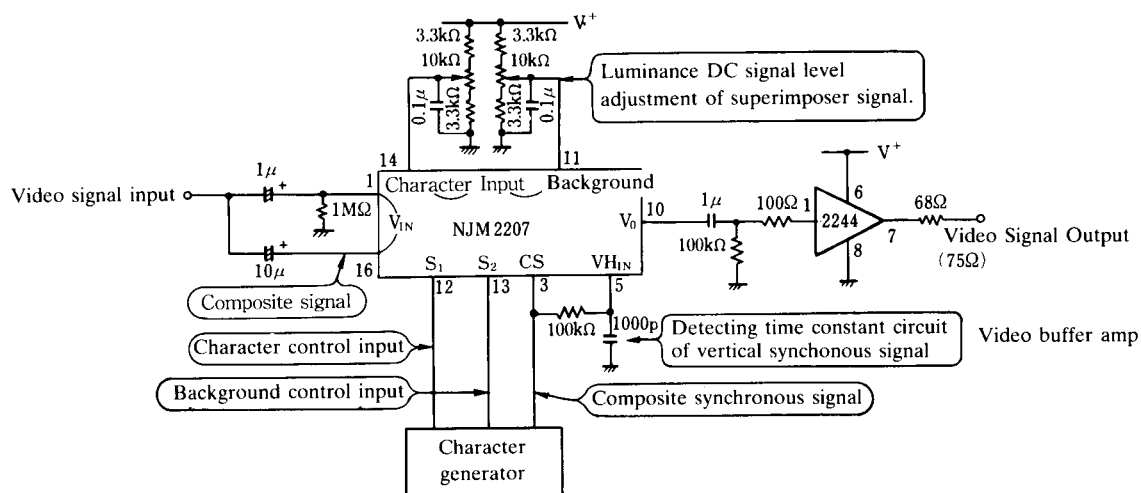 V⁺
3.3kΩ 3.3kΩ
10kΩ 10kΩ
0.1μ 3.3kΩ 3.3kΩ 0.1μ
Luminance DC signal level
adjustment of superimposer signal.
14 11
Video signal input
1μ +
1
1MΩ
10μ +
16
Composite signal
Character Input Background
V_IN
NJM 2207
V₀
10
S₁ S₂ CS VH_IN
12 13 3 5
1μ
100kΩ
100Ω
V⁺
1
2244
6
7
8
68Ω
Video Signal Output
(75Ω)
100kΩ
1000p
Detecting time constant circuit
of vertical synchonous signal
Video buffer amp
Character control input
Background control input
Composite synchronous signal
Character
generator